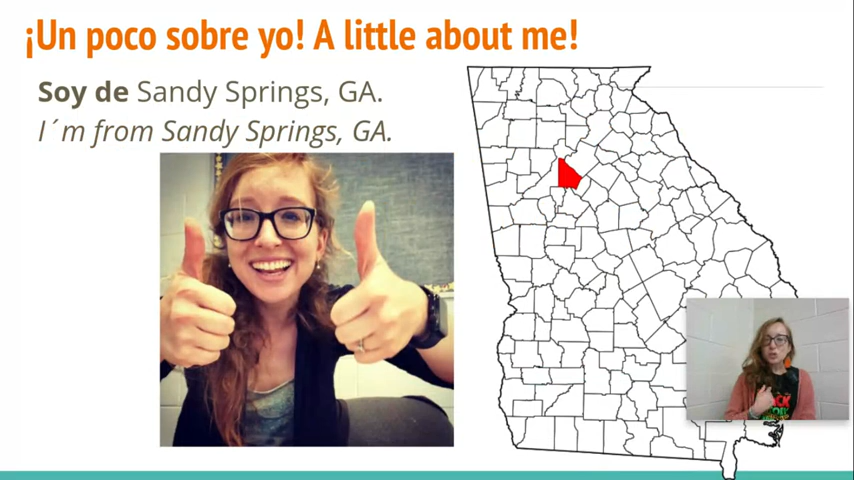 ¡Un poco sobre yo! A little about me!
Soy de Sandy Springs, GA.
I´m from Sandy Springs, GA.